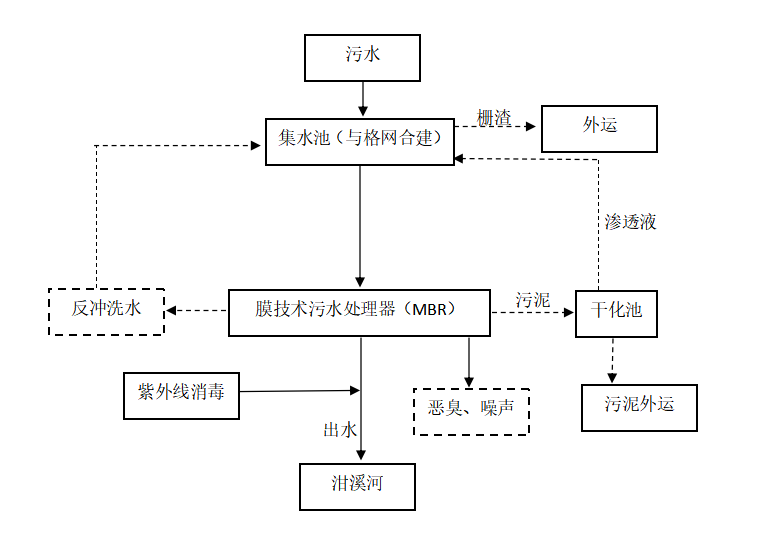 污水
集水池（与格网合建）
栅渣
外运
渗透液
反冲洗水
膜技术污水处理器（MBR）
污泥
干化池
紫外线消毒
恶臭、噪声
污泥外运
出水
泔溪河